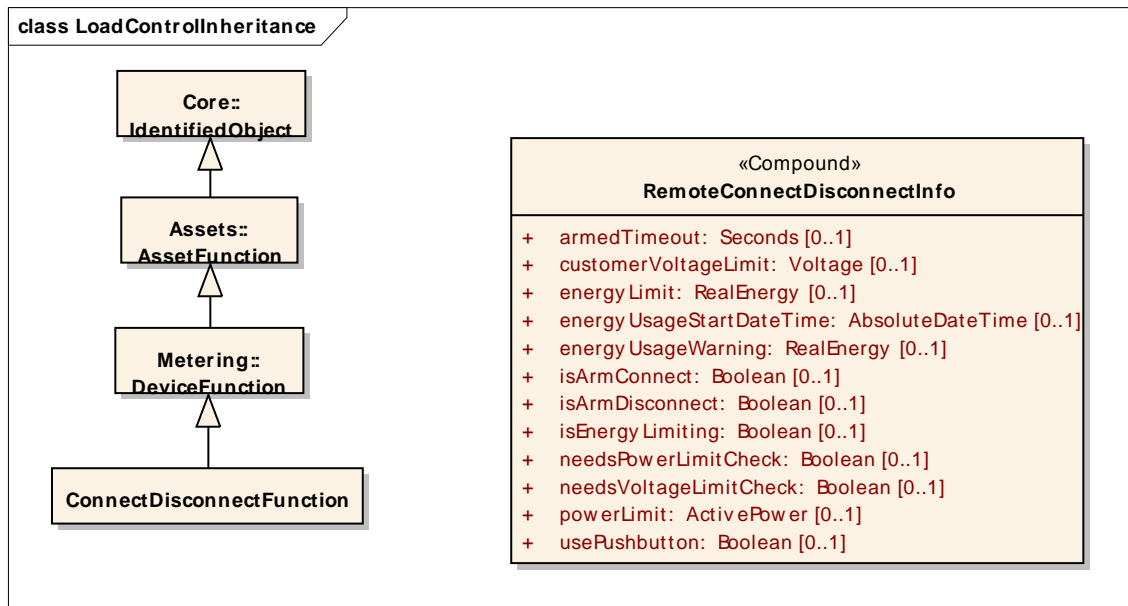 class LoadControlInheritance
Core::
IdentifiedObject
Assets::
AssetFunction
Metering::
DeviceFunction
ConnectDisconnectFunction
«Compound»
RemoteConnectDisconnectInfo
+ armedTimeout: Seconds [0..1]
+ customerVoltageLimit: Voltage [0..1]
+ energyLimit: RealEnergy [0..1]
+ energyUsageStartDateTime: AbsoluteDateTime [0..1]
+ energyUsageWarning: RealEnergy [0..1]
+ isArmConnect: Boolean [0..1]
+ isArmDisconnect: Boolean [0..1]
+ isEnergyLimiting: Boolean [0..1]
+ needsPowerLimitCheck: Boolean [0..1]
+ needsVoltageLimitCheck: Boolean [0..1]
+ powerLimit: ActivePower [0..1]
+ usePushbutton: Boolean [0..1]